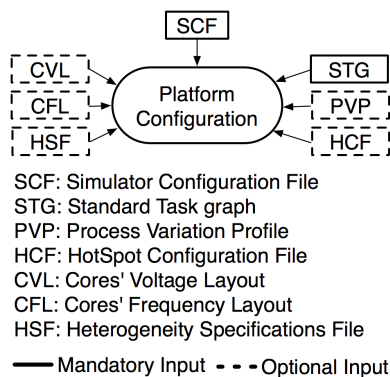 SCF
CVL
STG
CFL
Platform
Configuration
PVP
HSF
HCF
SCF: Simulator Configuration File
STG: Standard Task graph
PVP: Process Variation Profile
HCF: HotSpot Configuration File
CVL: Cores' Voltage Layout
CFL: Cores' Frequency Layout
HSF: Heterogeneity Specifications File
Mandatory Input Optional Input